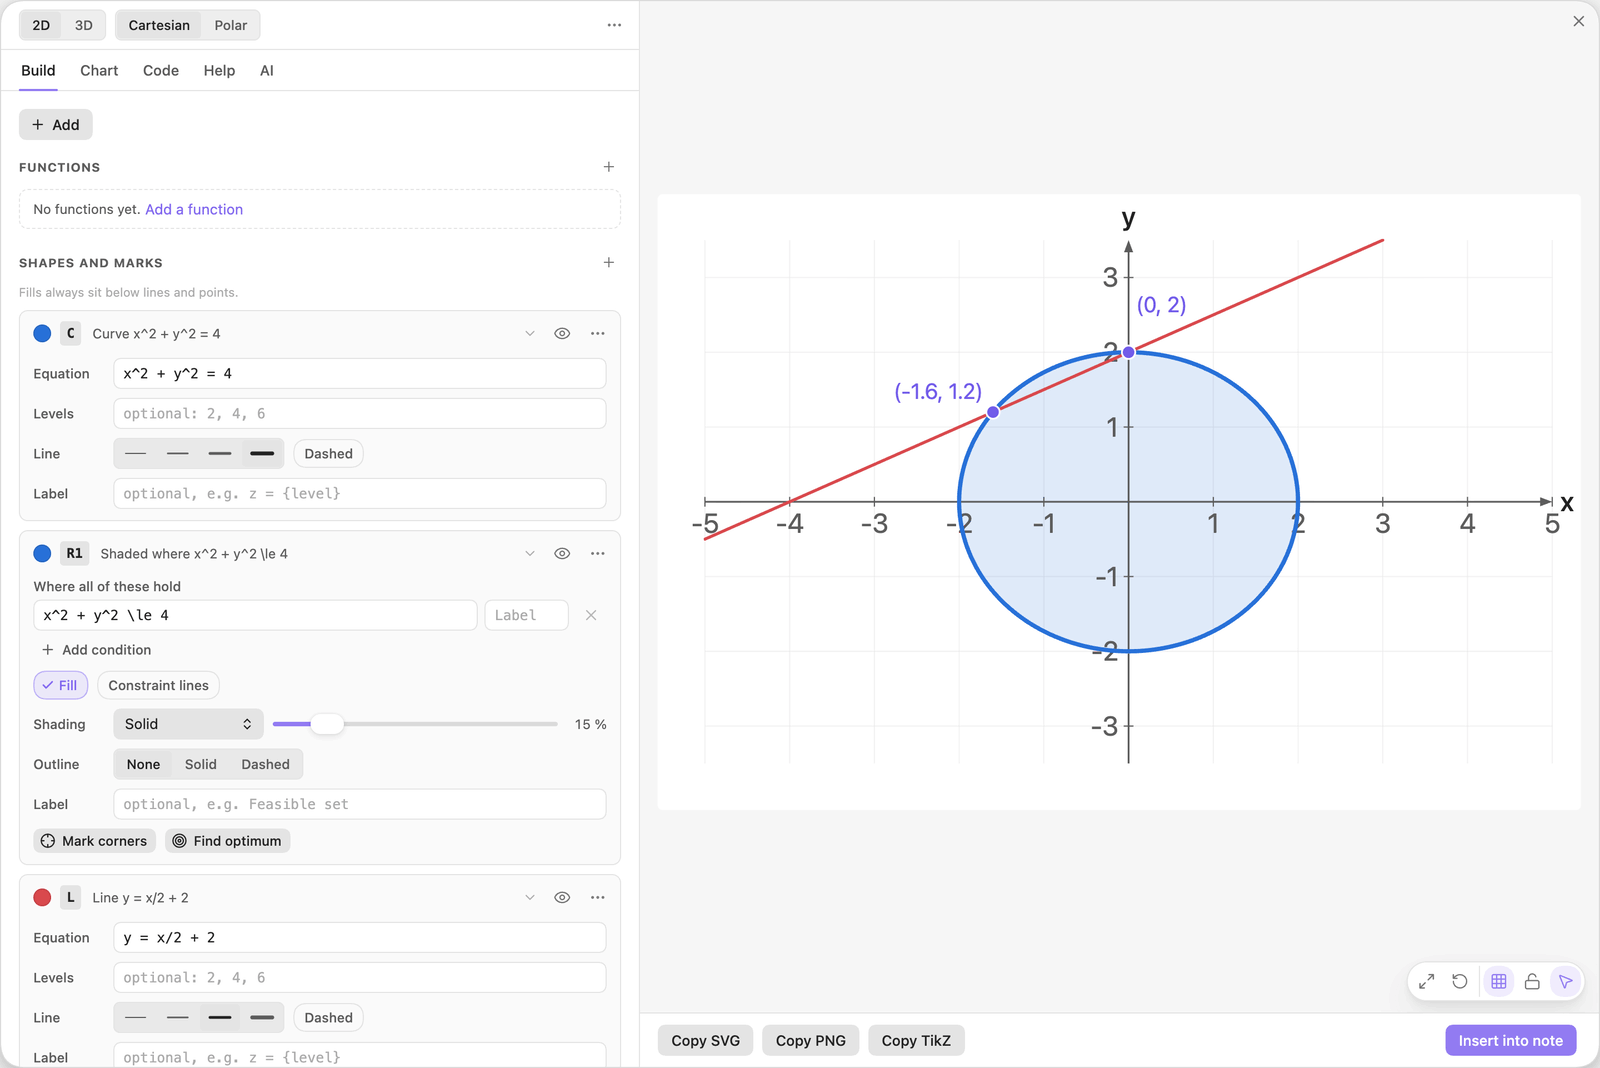 2D 3D Cartesian Polar
Build Chart Code Help AI
+ Add
FUNCTIONS
No functions yet. Add a function
SHAPES AND MARKS
Fills always sit below lines and points.
C Curve x^2 + y^2 = 4
Equation x^2 + y^2 = 4
Levels optional: 2, 4, 6
Line Dashed
Label optional, e.g. z = {level}
R1 Shaded where x^2 + y^2 \le 4
Where all of these hold
x^2 + y^2 \le 4 Label
+ Add condition
Fill Constraint lines
Shading Solid 15 %
Outline None Solid Dashed
Label optional, e.g. Feasible set
Mark corners Find optimum
L Line y = x/2 + 2
Equation y = x/2 + 2
Levels optional: 2, 4, 6
Line Dashed
Label optional, e.g. z = {level}
y
3
(0, 2)
2
(-1.6, 1.2)
1
x
-5 -4 -3 -2 -1 1 2 3 4 5
-1
-2
-3
Copy SVG Copy PNG Copy TikZ Insert into note